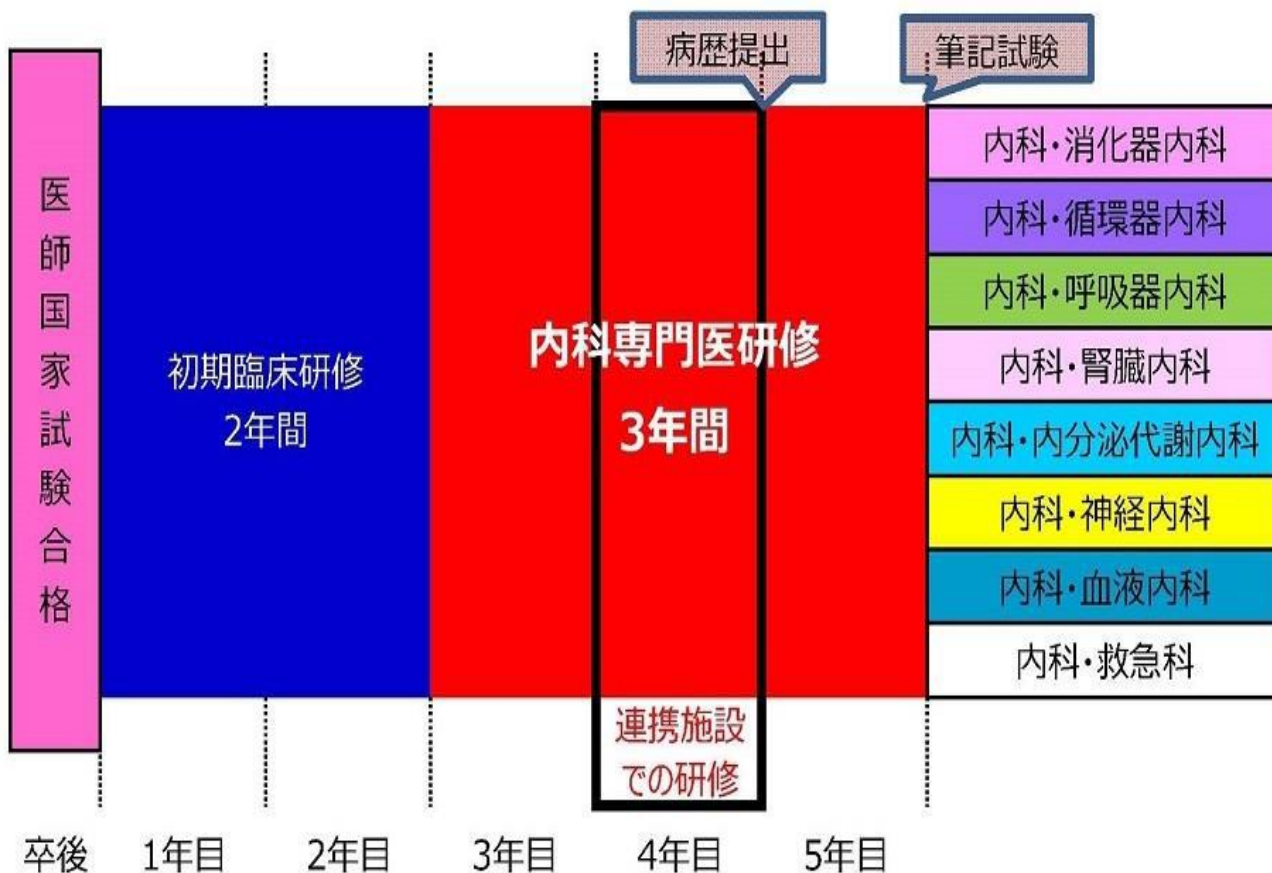 病歴提出
筆記試験
医師国家試験合格
初期臨床研修
2年間
内科専門医研修
3年間
内科・消化器内科
内科・循環器内科
内科・呼吸器内科
内科・腎臓内科
内科・内分泌代謝内科
内科・神経内科
内科・血液内科
内科・救急科
連携施設
での研修
卒後 1年目 2年目 3年目 4年目 5年目